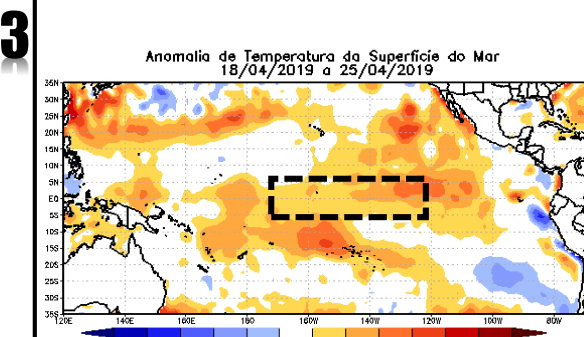 3
Anomalia de Temperatura da Superfície do Mar
18/04/2019 a 25/04/2019
35N
30N
25N
20N
15N
10N
5N
EQ
5S
10S
15S
20S
25S
30S
35S
120E 140E 160E 180 160W 140W 120W 100W 80W